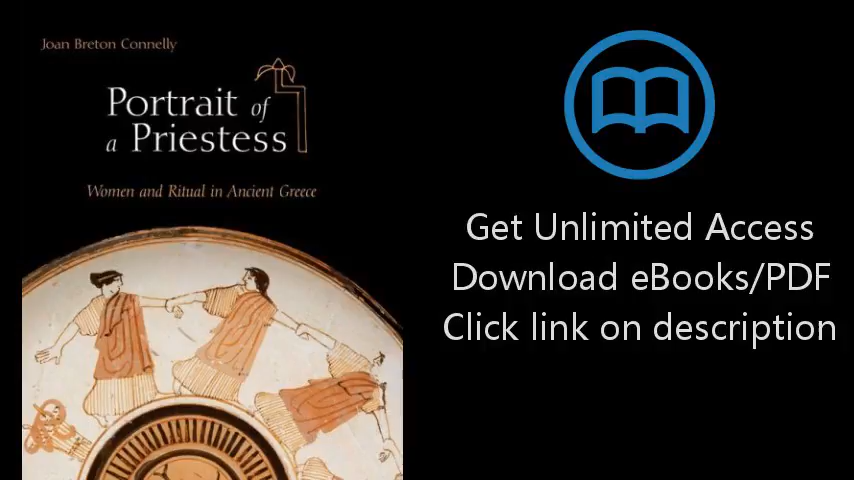 Joan Breton Connelly
Portrait of
a Priestess
Women and Ritual in Ancient Greece
Get Unlimited Access
Download eBooks/PDF
Click link on description